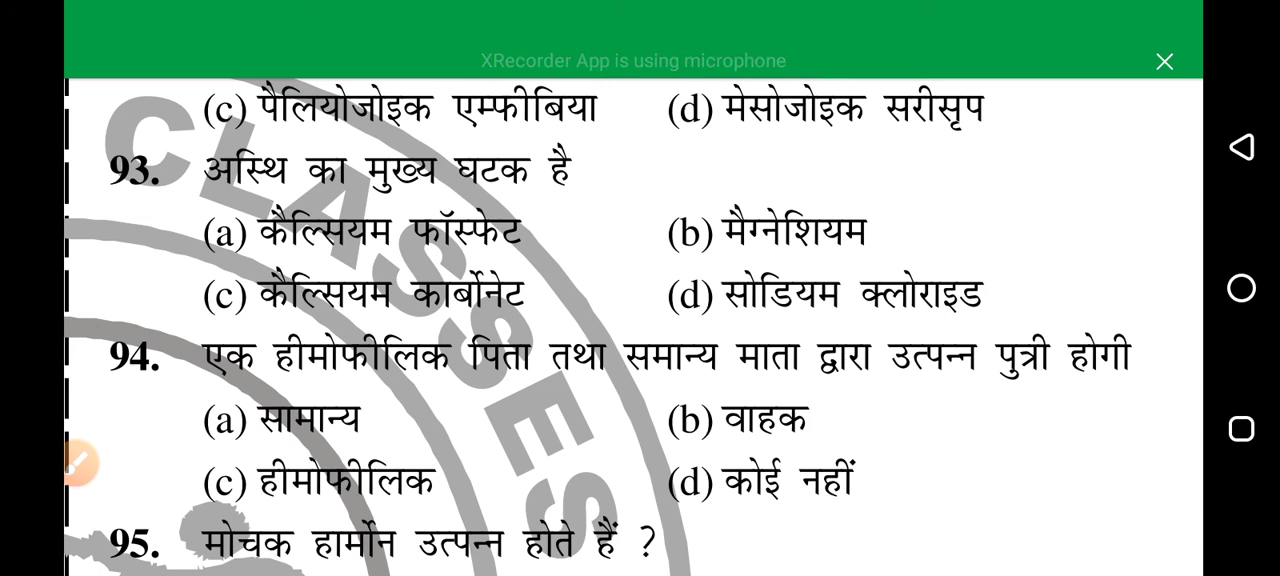 XRecorder App is using microphone
(c) पैलियोजोइक एम्फीबिया (d) मेसोजोइक सरीसृप
93. अस्थि का मुख्य घटक है
(a) कैल्सियम फॉस्फेट (b) मैग्नेशियम
(c) कैल्सियम कार्बोनेट (d) सोडियम क्लोराइड
94. एक हीमोफीलिक पिता तथा समान्य माता द्वारा उत्पन्न पुत्री होगी
(a) सामान्य (b) वाहक
(c) हीमोफीलिक (d) कोई नहीं
95. मोचक हार्मोन उत्पन्न होते हैं ?
CLASSES